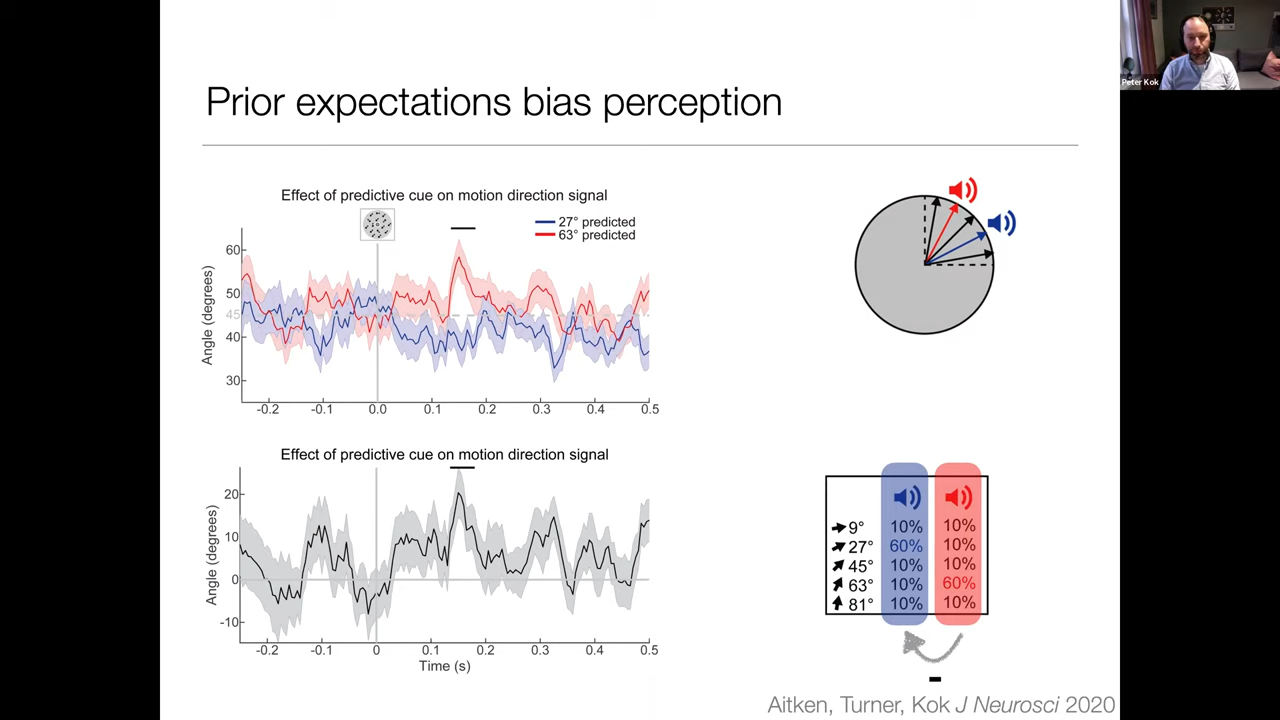 Peter Kok
Prior expectations bias perception
Effect of predictive cue on motion direction signal
27° predicted
63° predicted
Angle (degrees)
60
50
45
40
30
-0.2 -0.1 0.0 0.1 0.2 0.3 0.4 0.5
Effect of predictive cue on motion direction signal
Angle (degrees)
20
10
0
-10
-0.2 -0.1 0 0.1 0.2 0.3 0.4 0.5
Time (s)
9° 10% 10%
27° 60% 10%
45° 10% 10%
63° 10% 60%
81° 10% 10%
Aitken, Turner, Kok J Neurosci 2020